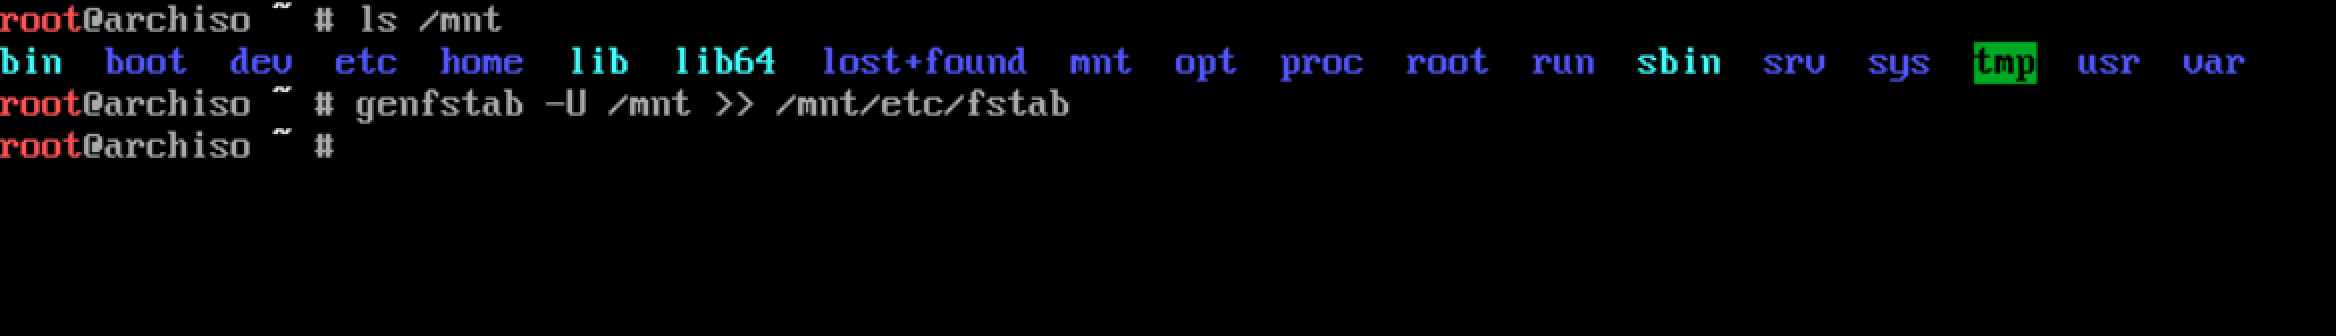 root@archiso ~ # ls /mnt
bin  boot  dev  etc  home  lib  lib64  lost+found  mnt  opt  proc  root  run  sbin  srv  sys  tmp  usr  var
root@archiso ~ # genfstab -U /mnt >> /mnt/etc/fstab
root@archiso ~ #